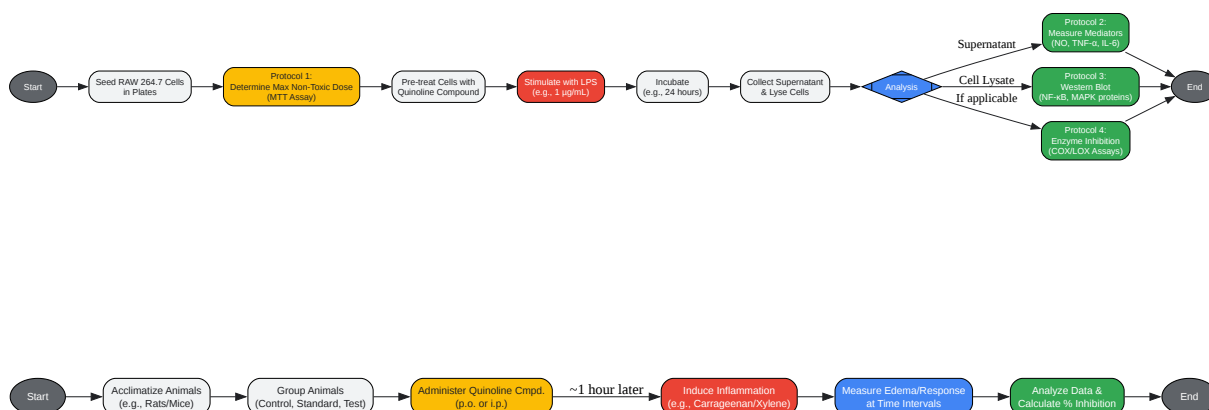 Start
Seed RAW 264.7 Cells
in Plates
Protocol 1:
Determine Max Non-Toxic Dose
(MTT Assay)
Pre-treat Cells with
Quinoline Compound
Stimulate with LPS
(e.g., 1 µg/mL)
Incubate
(e.g., 24 hours)
Collect Supernatant
& Lyse Cells
Analysis
Supernatant
Cell Lysate
If applicable
Protocol 2:
Measure Mediators
(NO, TNF-α, IL-6)
Protocol 3:
Western Blot
(NF-κB, MAPK proteins)
Protocol 4:
Enzyme Inhibition
(COX/LOX Assays)
End
Start
Acclimatize Animals
(e.g., Rats/Mice)
Group Animals
(Control, Standard, Test)
Administer Quinoline Cmpd.
(p.o. or i.p.)
~1 hour later
Induce Inflammation
(e.g., Carrageenan/Xylene)
Measure Edema/Response
at Time Intervals
Analyze Data &
Calculate % Inhibition
End